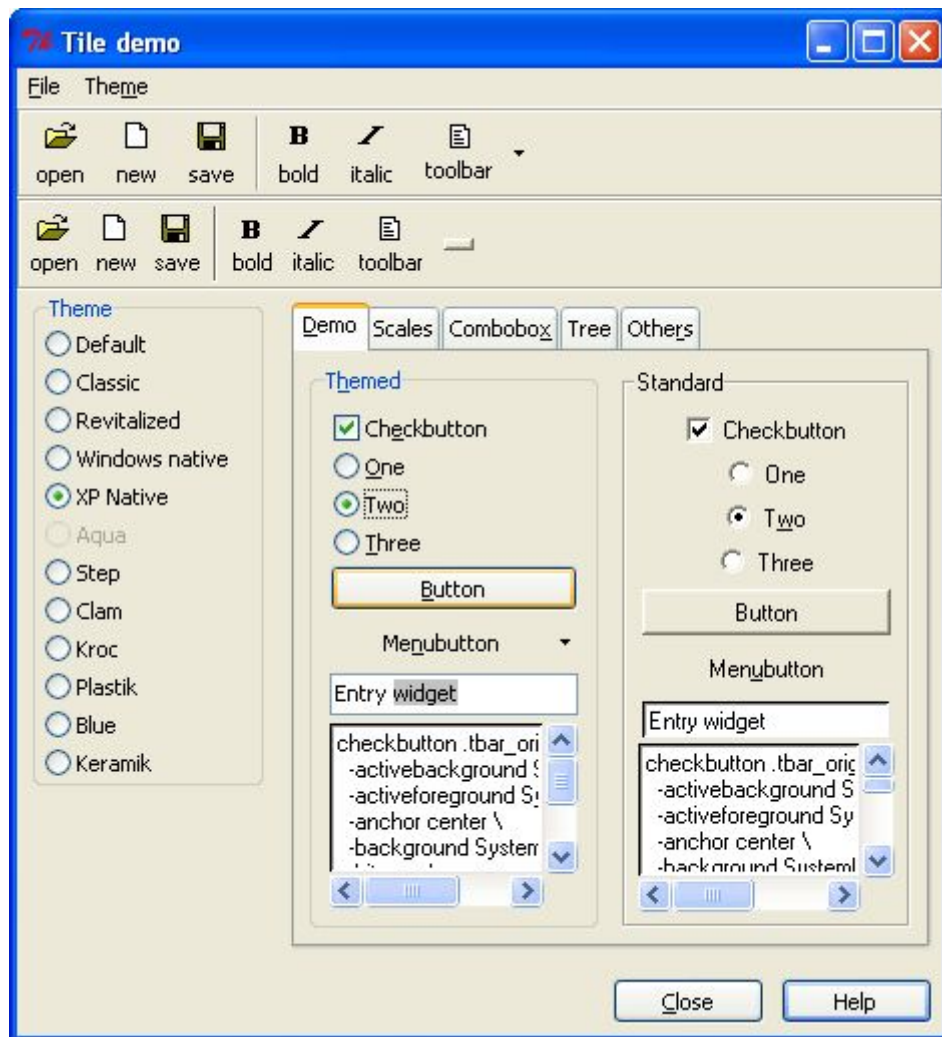 Tile demo
File Theme
open new save bold italic toolbar
open new save bold italic toolbar
Theme
Default
Classic
Revitalized
Windows native
XP Native
Aqua
Step
Clam
Kroc
Plastik
Blue
Keramik
Demo Scales Combobox Tree Others
Themed
Checkbutton
One
Two
Three
Button
Menubutton
Entry widget
checkbutton .tbar_ori
-activebackground S
-activeforeground Sy
-anchor center \
-background System
Standard
Checkbutton
One
Two
Three
Button
Menubutton
Entry widget
checkbutton .tbar_orig
-activebackground S
-activeforeground Sy
-anchor center \
-background SystemI
Close Help